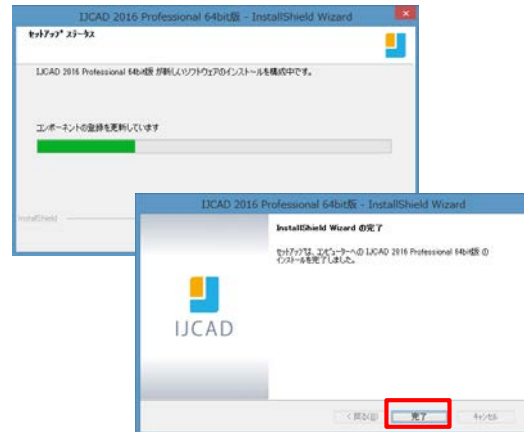 IJCAD 2016 Professional 64bit版 - InstallShield Wizard
セットアップ ステータス
IJCAD 2016 Professional 64bit版 が新しいソフトウェアのインストールを構成中です。
コンポーネントの登録を更新しています
InstallShield
IJCAD 2016 Professional 64bit版 - InstallShield Wizard
InstallShield Wizard の完了
セットアップは、コンピューターへの IJCAD 2016 Professional 64bit版 の
インストールを完了しました。
IJCAD
< 戻る(B)
完了
キャンセル